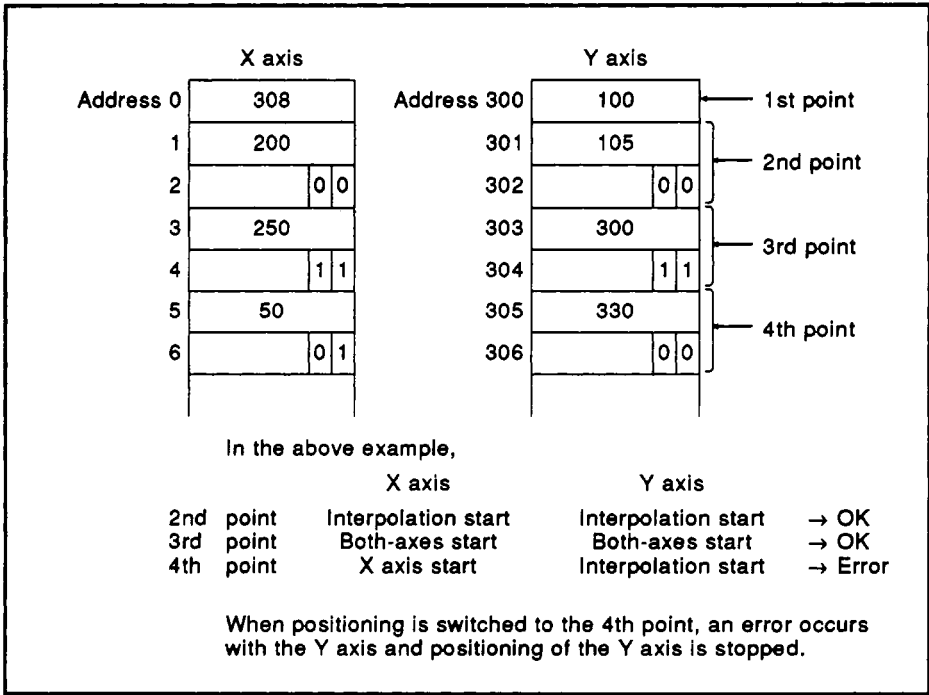 X axis Y axis
Address 0 308 Address 300 100 1st point
1 200 301 105
2nd point
2 0 0 302 0 0
3 250 303 300
3rd point
4 1 1 304 1 1
5 50 305 330
4th point
6 0 1 306 0 0
In the above example,
X axis Y axis
2nd point Interpolation start Interpolation start → OK
3rd point Both-axes start Both-axes start → OK
4th point X axis start Interpolation start → Error
When positioning is switched to the 4th point, an error occurs
with the Y axis and positioning of the Y axis is stopped.